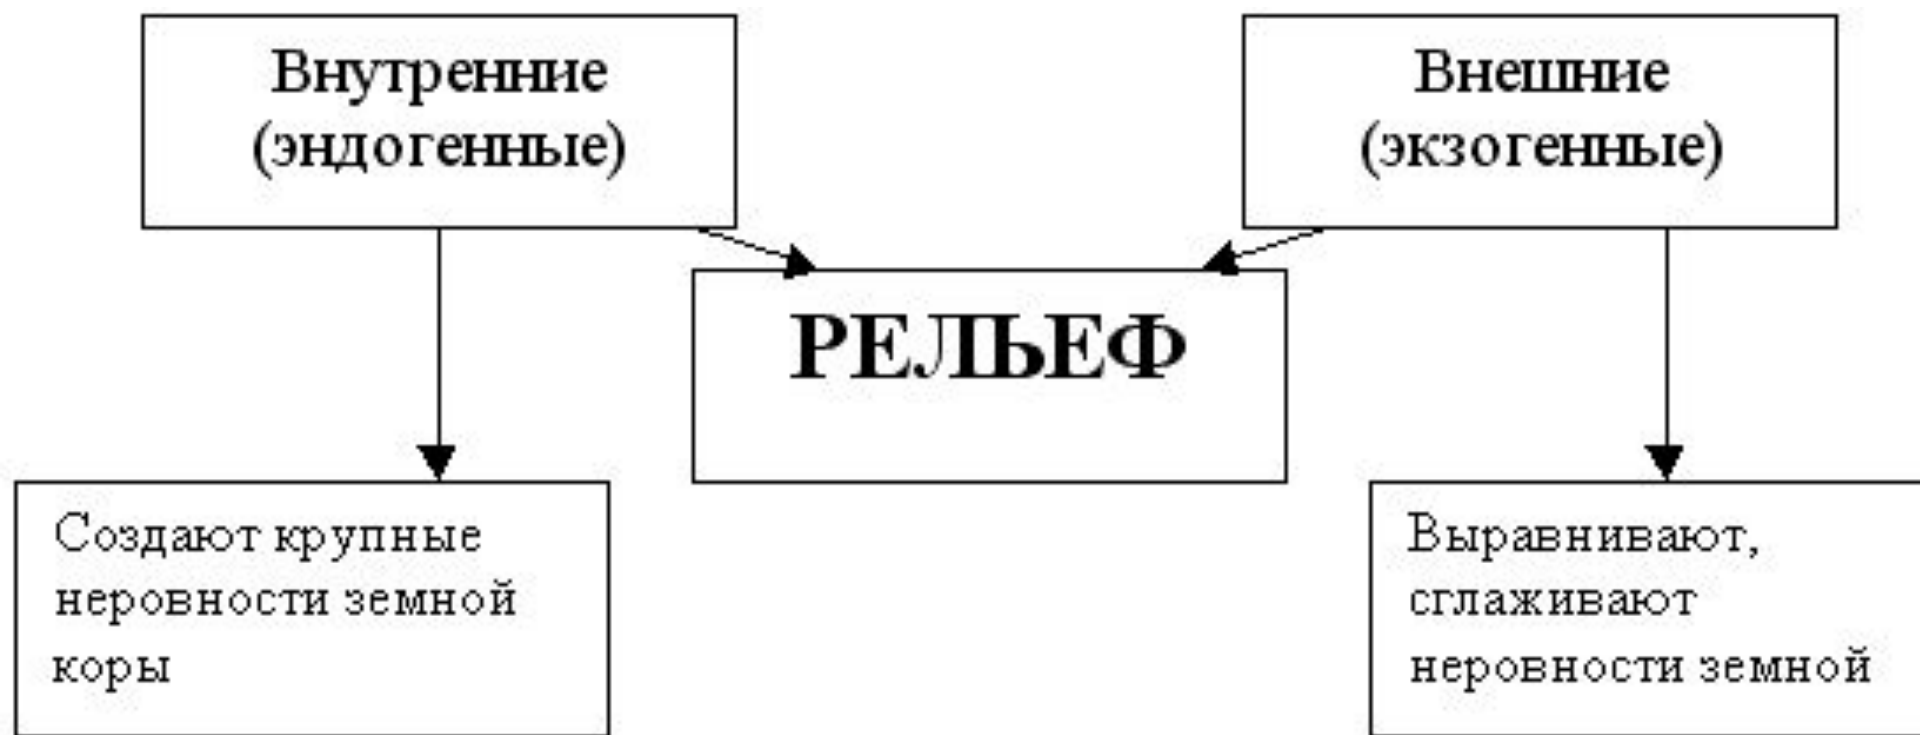 Внутренние
(эндогенные)
Внешние
(экзогенные)
РЕЛЬЕФ
Создают крупные
неровности земной
коры
Выравнивают,
сглаживают
неровности земной